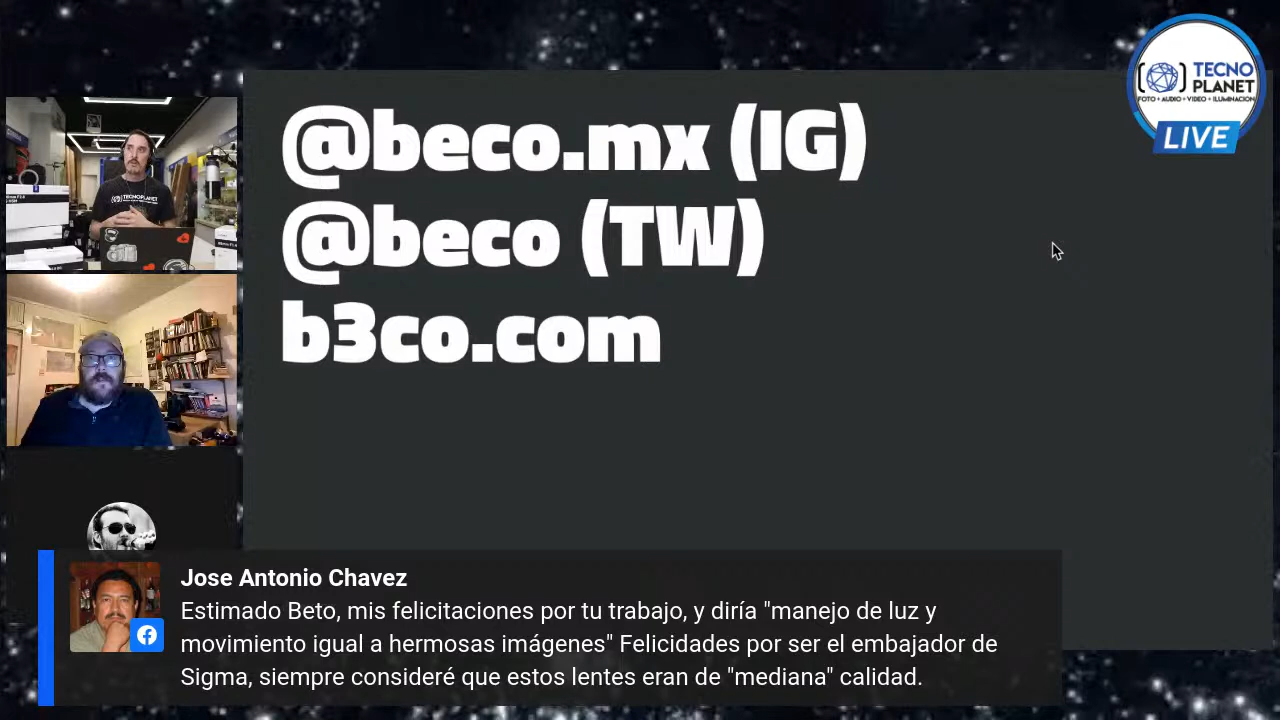 @beco.mx (IG)
@beco (TW)
b3co.com
TECNO
PLANET
FOTO + AUDIO + VIDEO + ILUMINACION
LIVE
TECNOPLANET
Jose Antonio Chavez
Estimado Beto, mis felicitaciones por tu trabajo, y diría "manejo de luz y
movimiento igual a hermosas imágenes" Felicidades por ser el embajador de
Sigma, siempre consideré que estos lentes eran de "mediana" calidad.